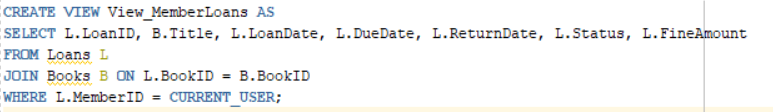 CREATE VIEW View_MemberLoans AS
SELECT L.LoanID, B.Title, L.LoanDate, L.DueDate, L.ReturnDate, L.Status, L.FineAmount
FROM Loans L
JOIN Books B ON L.BookID = B.BookID
WHERE L.MemberID = CURRENT_USER;